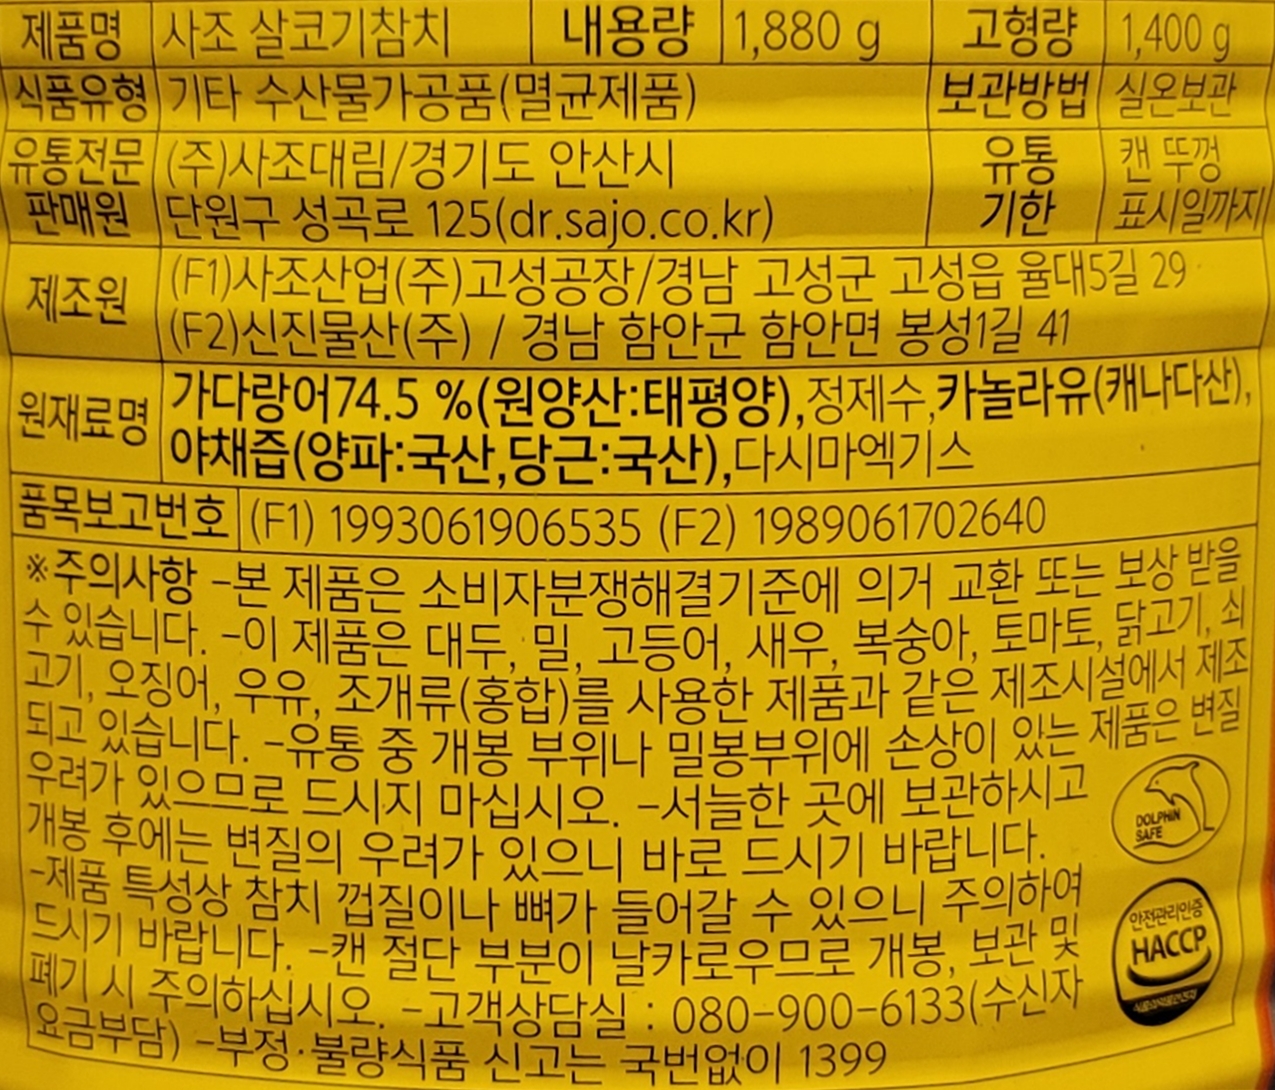 제품명 사조 살코기참치 내용량 1,880 g 고형량 1,400 g
식품유형 기타 수산물가공품(멸균제품) 보관방법 실온보관
유통전문 (주)사조대림/경기도 안산시 유통 캔 뚜껑
판매원 단원구 성곡로 125(dr.sajo.co.kr) 기한 표시일까지
제조원 (F1)사조산업(주)고성공장/경남 고성군 고성읍 율대5길 29
(F2)신진물산(주) / 경남 함안군 함안면 봉성1길 41
원재료명 가다랑어74.5 %(원양산:태평양),정제수,카놀라유(캐나다산),
야채즙(양파:국산,당근:국산),다시마엑기스
품목보고번호 (F1) 1993061906535 (F2) 1989061702640
※주의사항 -본 제품은 소비자분쟁해결기준에 의거 교환 또는 보상 받을
수 있습니다. -이 제품은 대두, 밀, 고등어, 새우, 복숭아, 토마토, 닭고기, 쇠
고기, 오징어, 우유, 조개류(홍합)를 사용한 제품과 같은 제조시설에서 제조
되고 있습니다. -유통 중 개봉 부위나 밀봉부위에 손상이 있는 제품은 변질
우려가 있으므로 드시지 마십시오. -서늘한 곳에 보관하시고
개봉 후에는 변질의 우려가 있으니 바로 드시기 바랍니다.
-제품 특성상 참치 껍질이나 뼈가 들어갈 수 있으니 주의하여
드시기 바랍니다. -캔 절단 부분이 날카로우므로 개봉, 보관 및
폐기 시 주의하십시오. -고객상담실 : 080-900-6133(수신자
요금부담) -부정·불량식품 신고는 국번없이 1399
DOLPHIN
SAFE
안전관리인증
HACCP